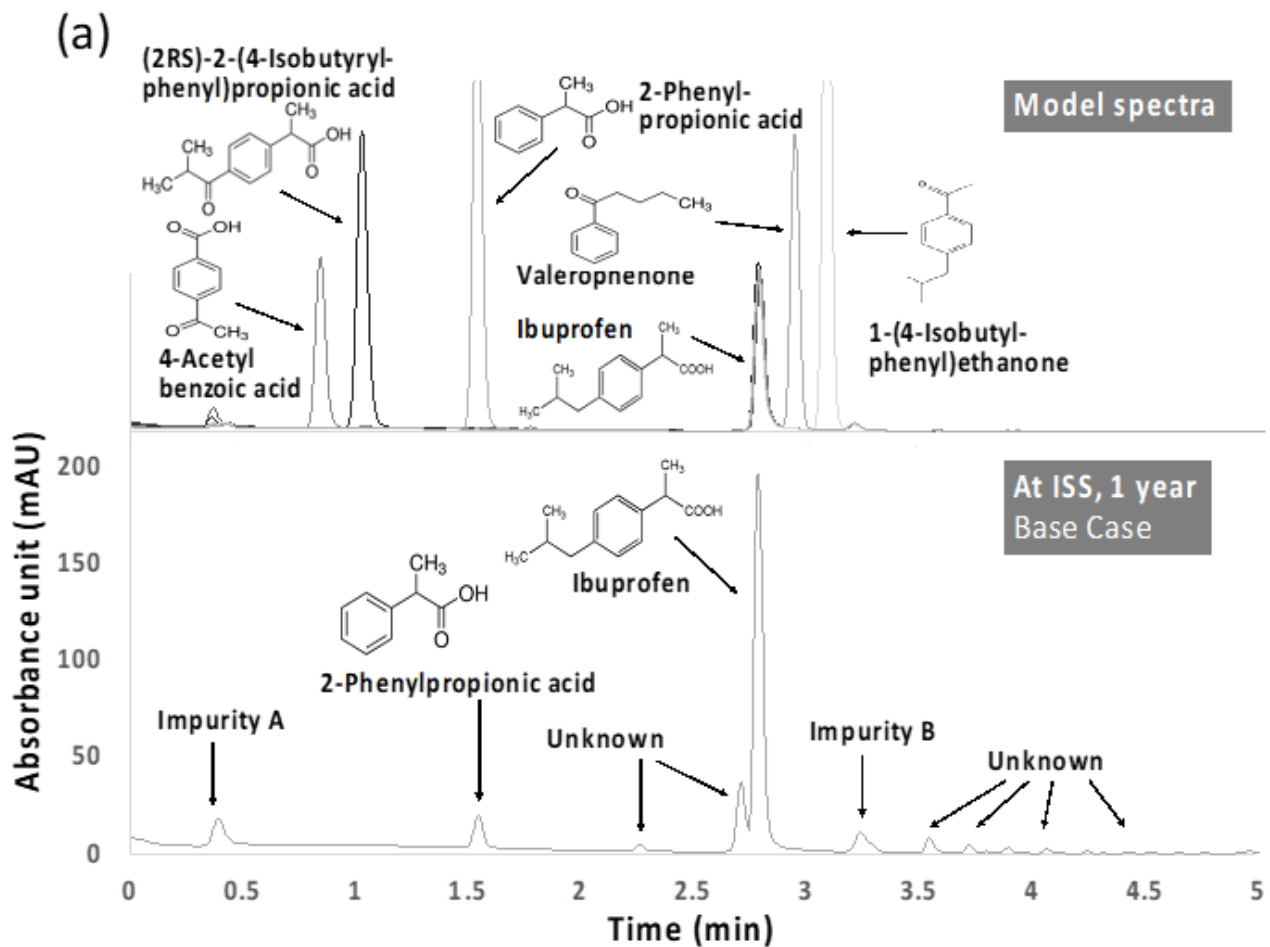 (a)
(2RS)-2-(4-Isobutyryl-
phenyl)propionic acid
CH3
OH
O
CH3
H3C
O
O
OH
O
CH3
4-Acetyl
benzoic acid
CH3
OH
O
2-Phenyl-
propionic acid
O
CH3
Valeropnenone
Ibuprofen
CH3
CH3
COOH
H3C
Model spectra
O
1-(4-Isobutyl-
phenyl)ethanone
At ISS, 1 year
Base Case
CH3
CH3
COOH
H3C
Ibuprofen
CH3
OH
O
2-Phenylpropionic acid
Impurity A
Unknown
Impurity B
Unknown
Absorbance unit (mAU)
200
150
100
50
0
0 0.5 1 1.5 2 2.5 3 3.5 4 4.5 5
Time (min)